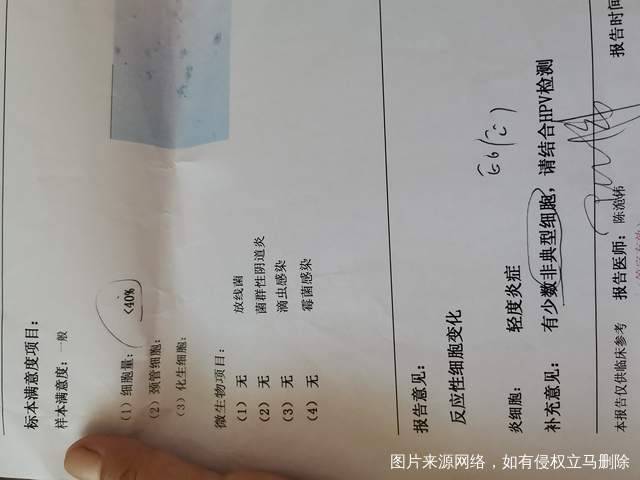 标本满意度项目：
样本满意度：一般
（1）细胞量：<40%
（2）颈管细胞：
（3）化生细胞：
微生物项目：
（1）无 放线菌
（2）无 菌群性阴道炎
（3）无 滴虫感染
（4）无 霉菌感染
报告意见：
反应性细胞变化
炎细胞： 轻度炎症
补充意见： 有少数非典型细胞，请结合HPV检测
本报告仅供临床参考 报告医师： 报告时间
图片来源网络，如有侵权立马删除